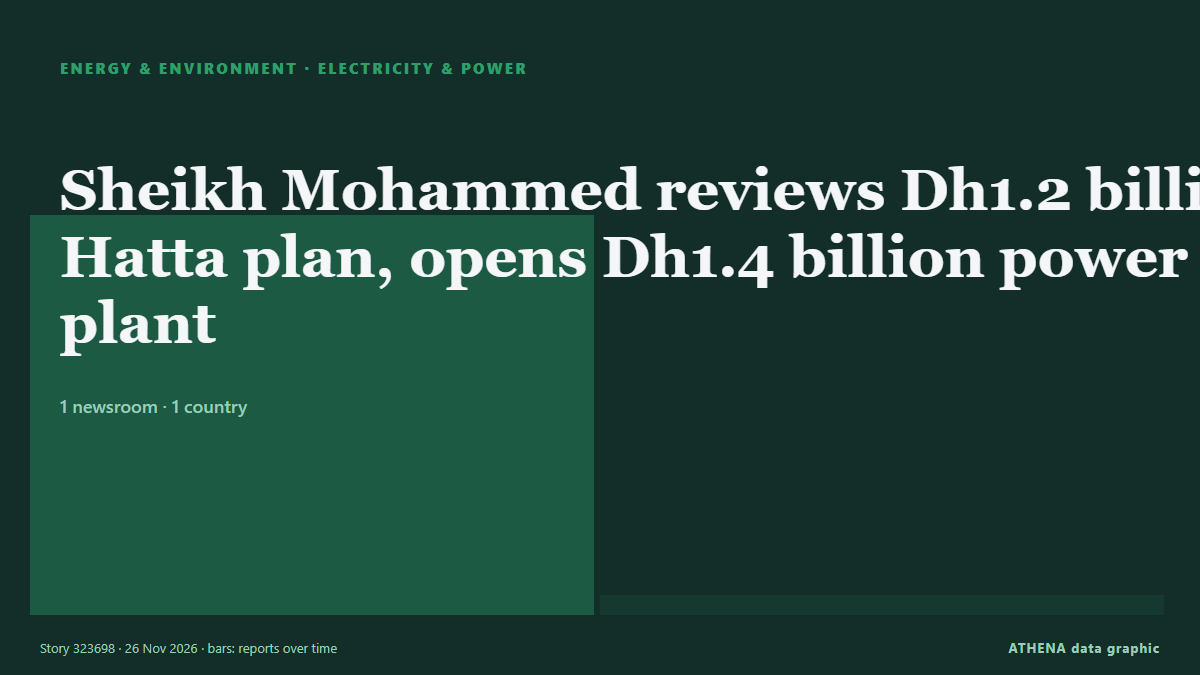 ENERGY & ENVIRONMENT · ELECTRICITY & POWER
Sheikh Mohammed reviews Dh1.2 billi
Hatta plan, opens Dh1.4 billion power
plant
1 newsroom · 1 country
Story 323698 · 26 Nov 2026 · bars: reports over time
ATHENA data graphic